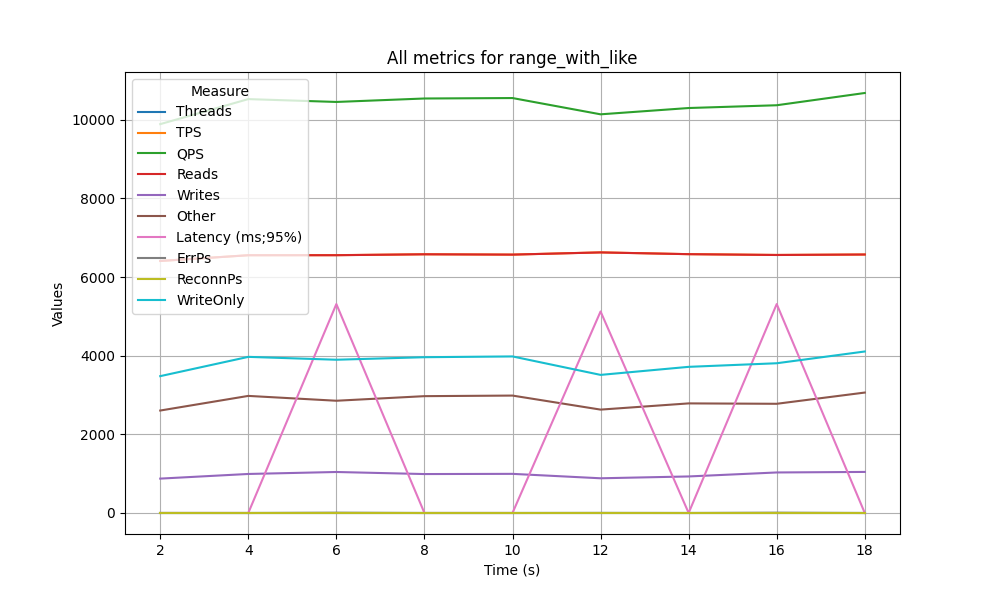 All metrics for range_with_like
Measure
Threads
TPS
QPS
Reads
Writes
Other
Latency (ms;95%)
ErrPs
ReconnPs
WriteOnly
10000
8000
6000
4000
2000
0
Values
2 4 6 8 10 12 14 16 18
Time (s)